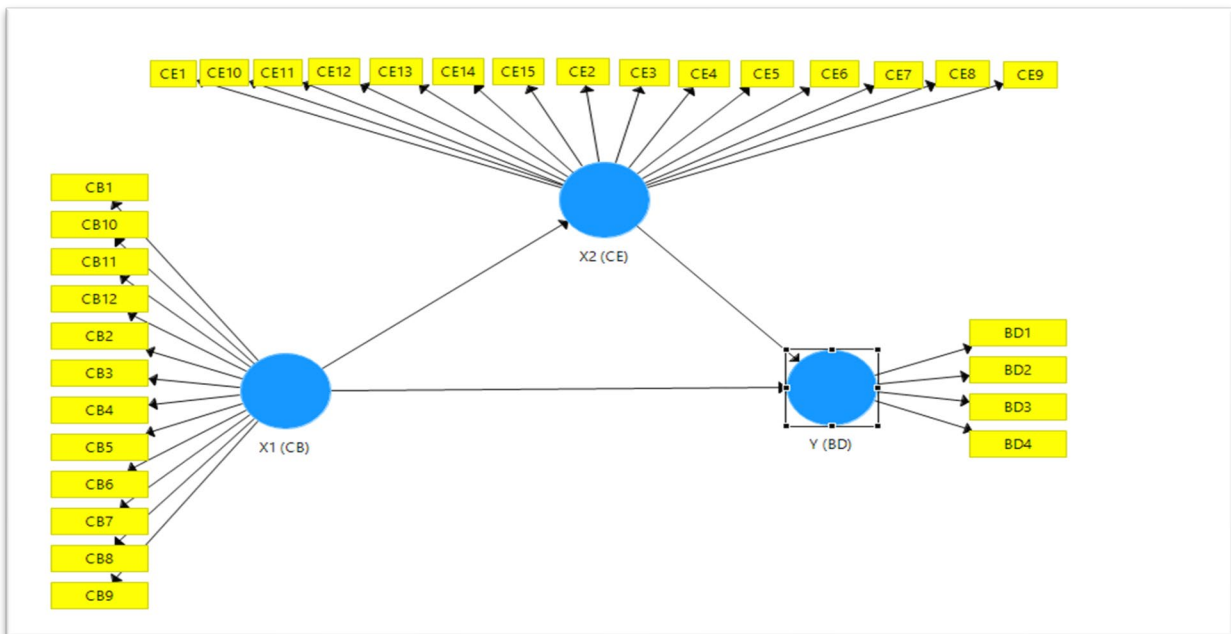 CE1 CE10 CE11 CE12 CE13 CE14 CE15 CE2 CE3 CE4 CE5 CE6 CE7 CE8 CE9
X2 (CE)
CB1
CB10
CB11
CB12
CB2
CB3
CB4
CB5
CB6
CB7
CB8
CB9
X1 (CB)
Y (BD)
BD1
BD2
BD3
BD4